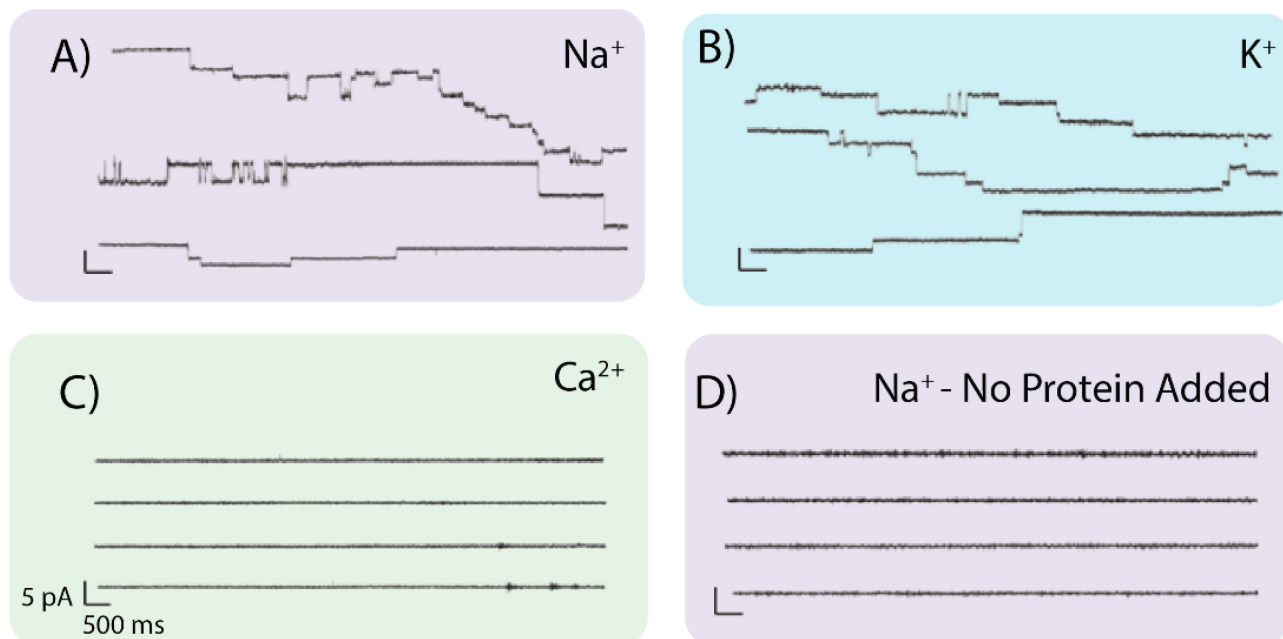 A) Na⁺
B) K⁺
C) Ca²⁺
D) Na⁺ - No Protein Added
5 pA
500 ms